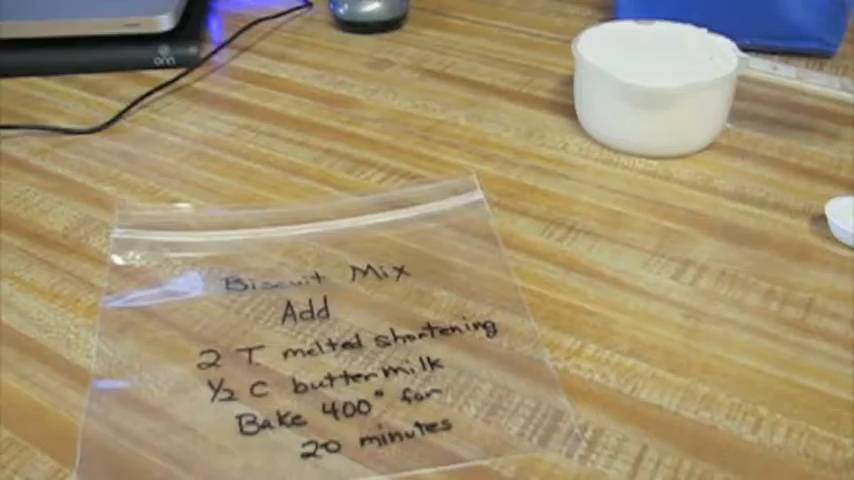 Biscuit Mix
Add
2 T. melted shortening
1/2 C buttermilk
Bake 400° for
20 minutes